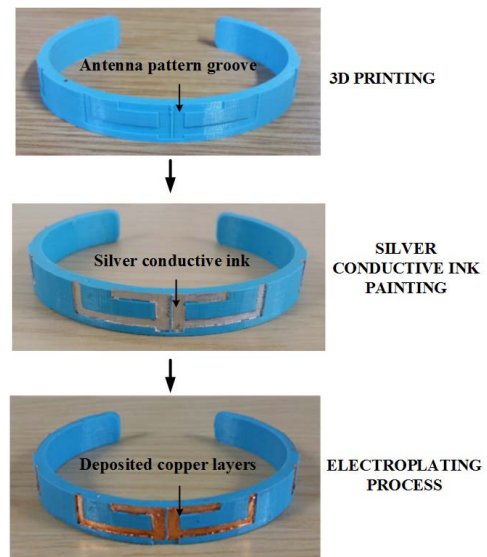 Antenna pattern groove
3D PRINTING
Silver conductive ink
SILVER
CONDUCTIVE INK
PAINTING
Deposited copper layers
ELECTROPLATING
PROCESS